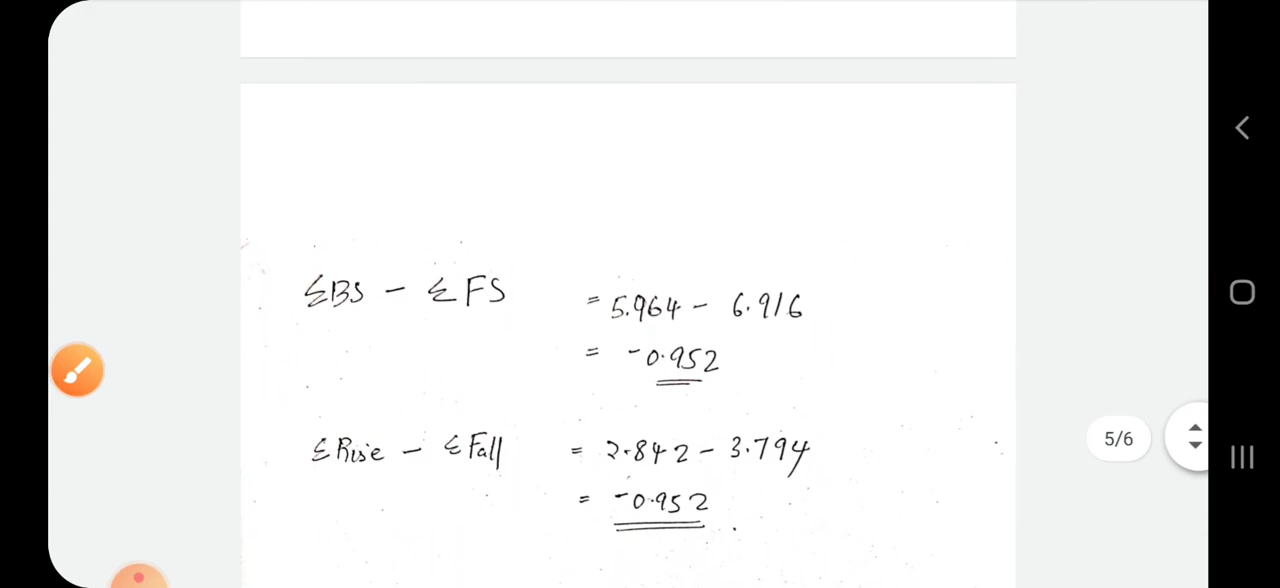 ΣBS - ΣFS = 5.964 - 6.916
= -0.952
ΣRise - ΣFall = 2.842 - 3.794
= -0.952
5/6